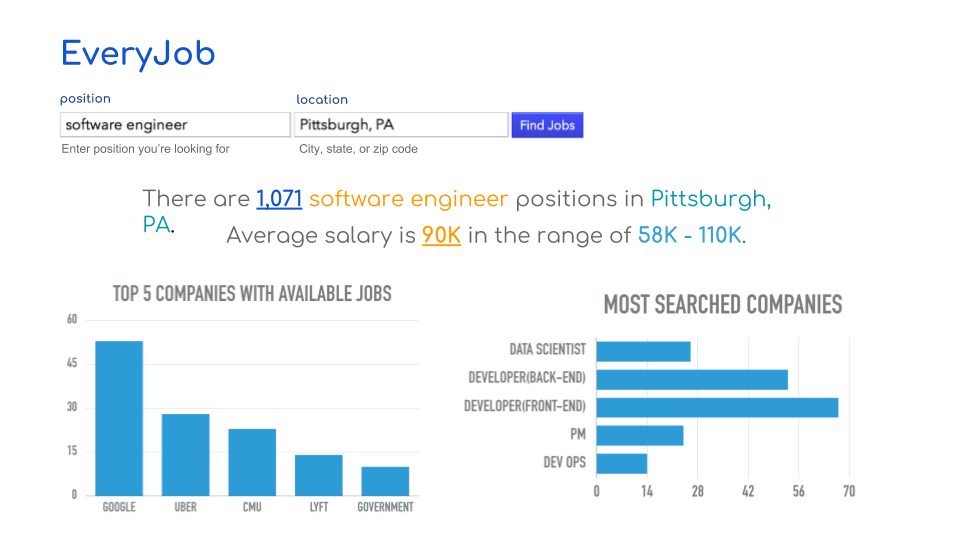 EveryJob
position
location
software engineer
Pittsburgh, PA
Find Jobs
Enter position you're looking for
City, state, or zip code
There are 1,071 software engineer positions in Pittsburgh,
PA.
Average salary is 90K in the range of 58K - 110K.
TOP 5 COMPANIES WITH AVAILABLE JOBS
60
45
30
15
0
GOOGLE
UBER
CMU
LYFT
GOVERNMENT
MOST SEARCHED COMPANIES
DATA SCIENTIST
DEVELOPER(BACK-END)
DEVELOPER(FRONT-END)
PM
DEV OPS
0
14
28
42
56
70